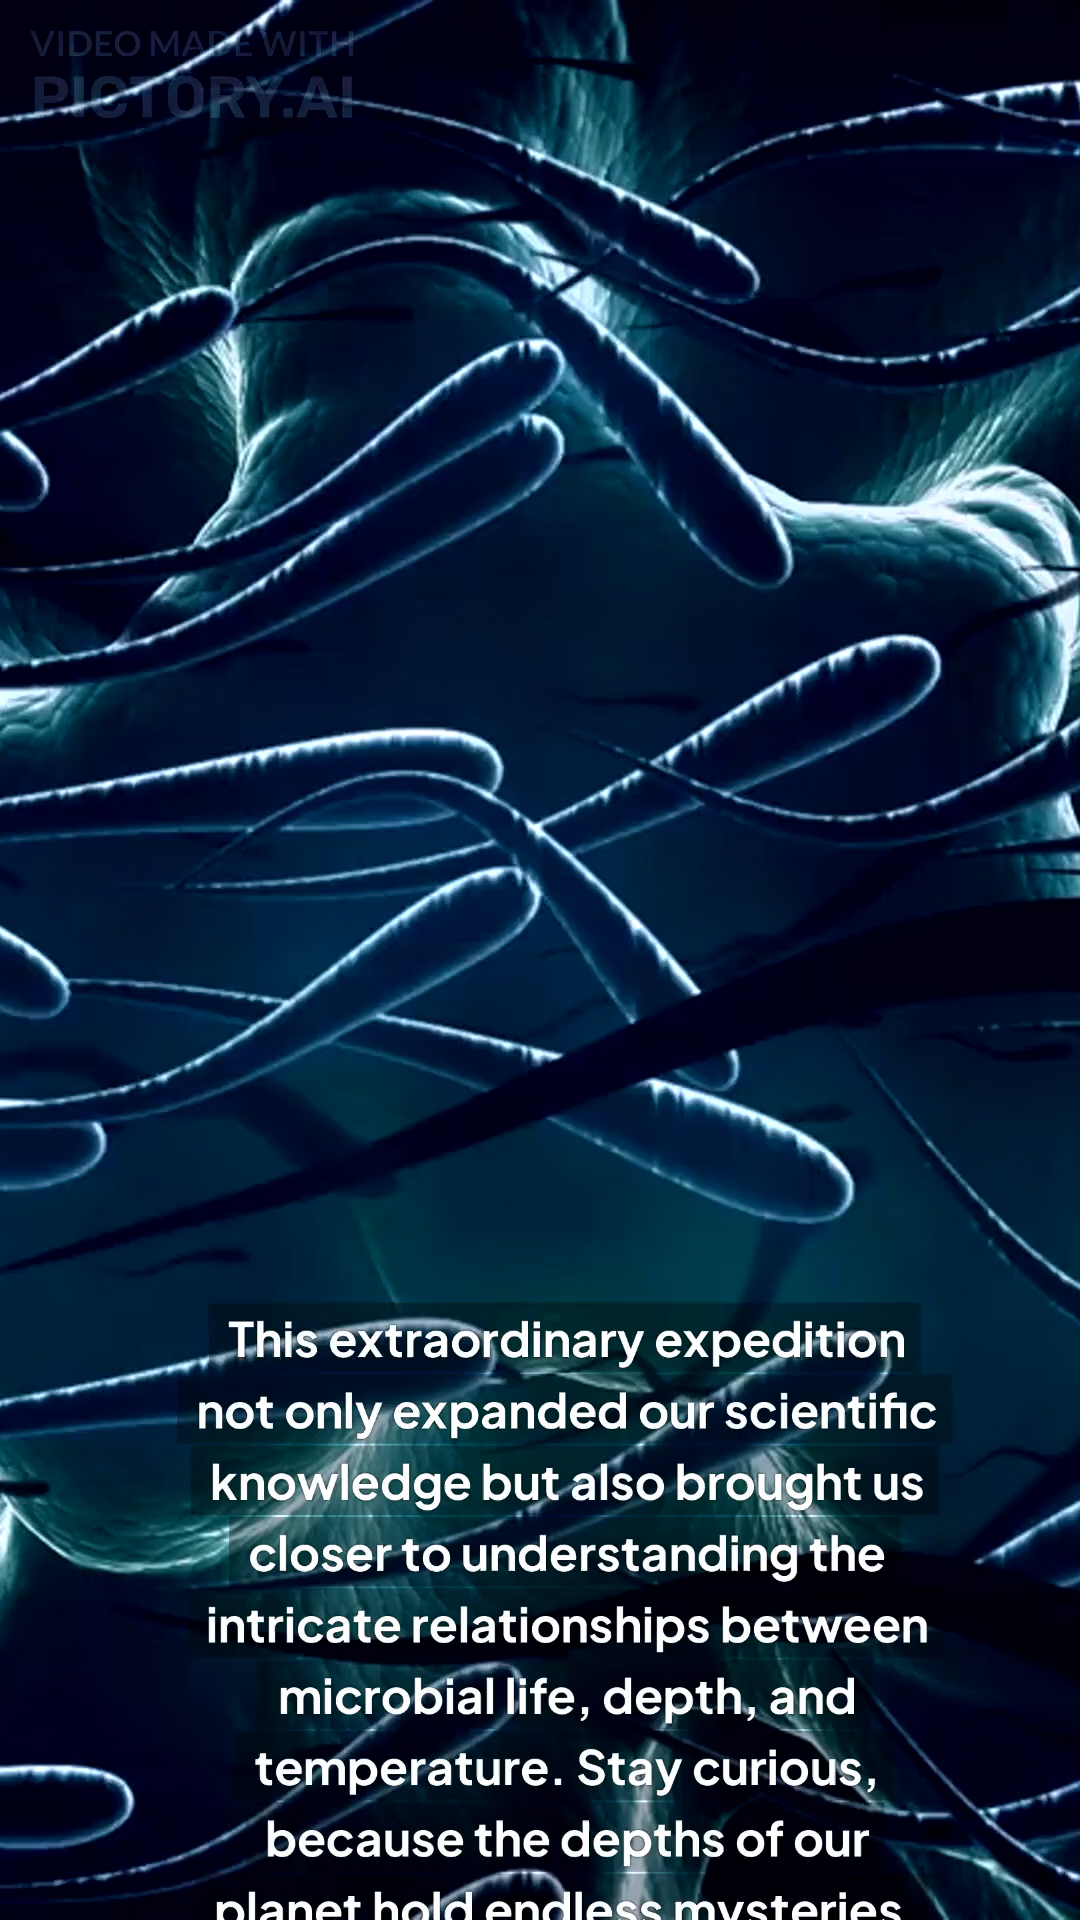 VIDEO MADE WITH
PICTORY.AI
This extraordinary expedition
not only expanded our scientific
knowledge but also brought us
closer to understanding the
intricate relationships between
microbial life, depth, and
temperature. Stay curious,
because the depths of our
planet hold endless mysteries